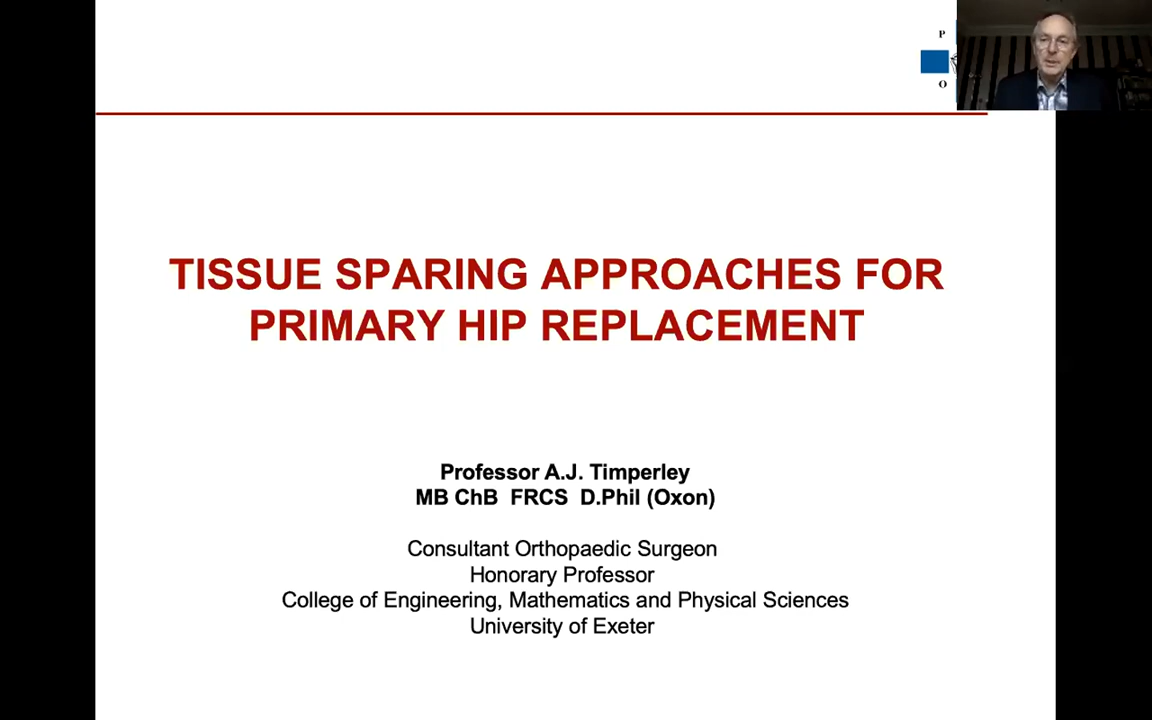 P
O
TISSUE SPARING APPROACHES FOR
PRIMARY HIP REPLACEMENT
Professor A.J. Timperley
MB ChB FRCS D.Phil (Oxon)
Consultant Orthopaedic Surgeon
Honorary Professor
College of Engineering, Mathematics and Physical Sciences
University of Exeter